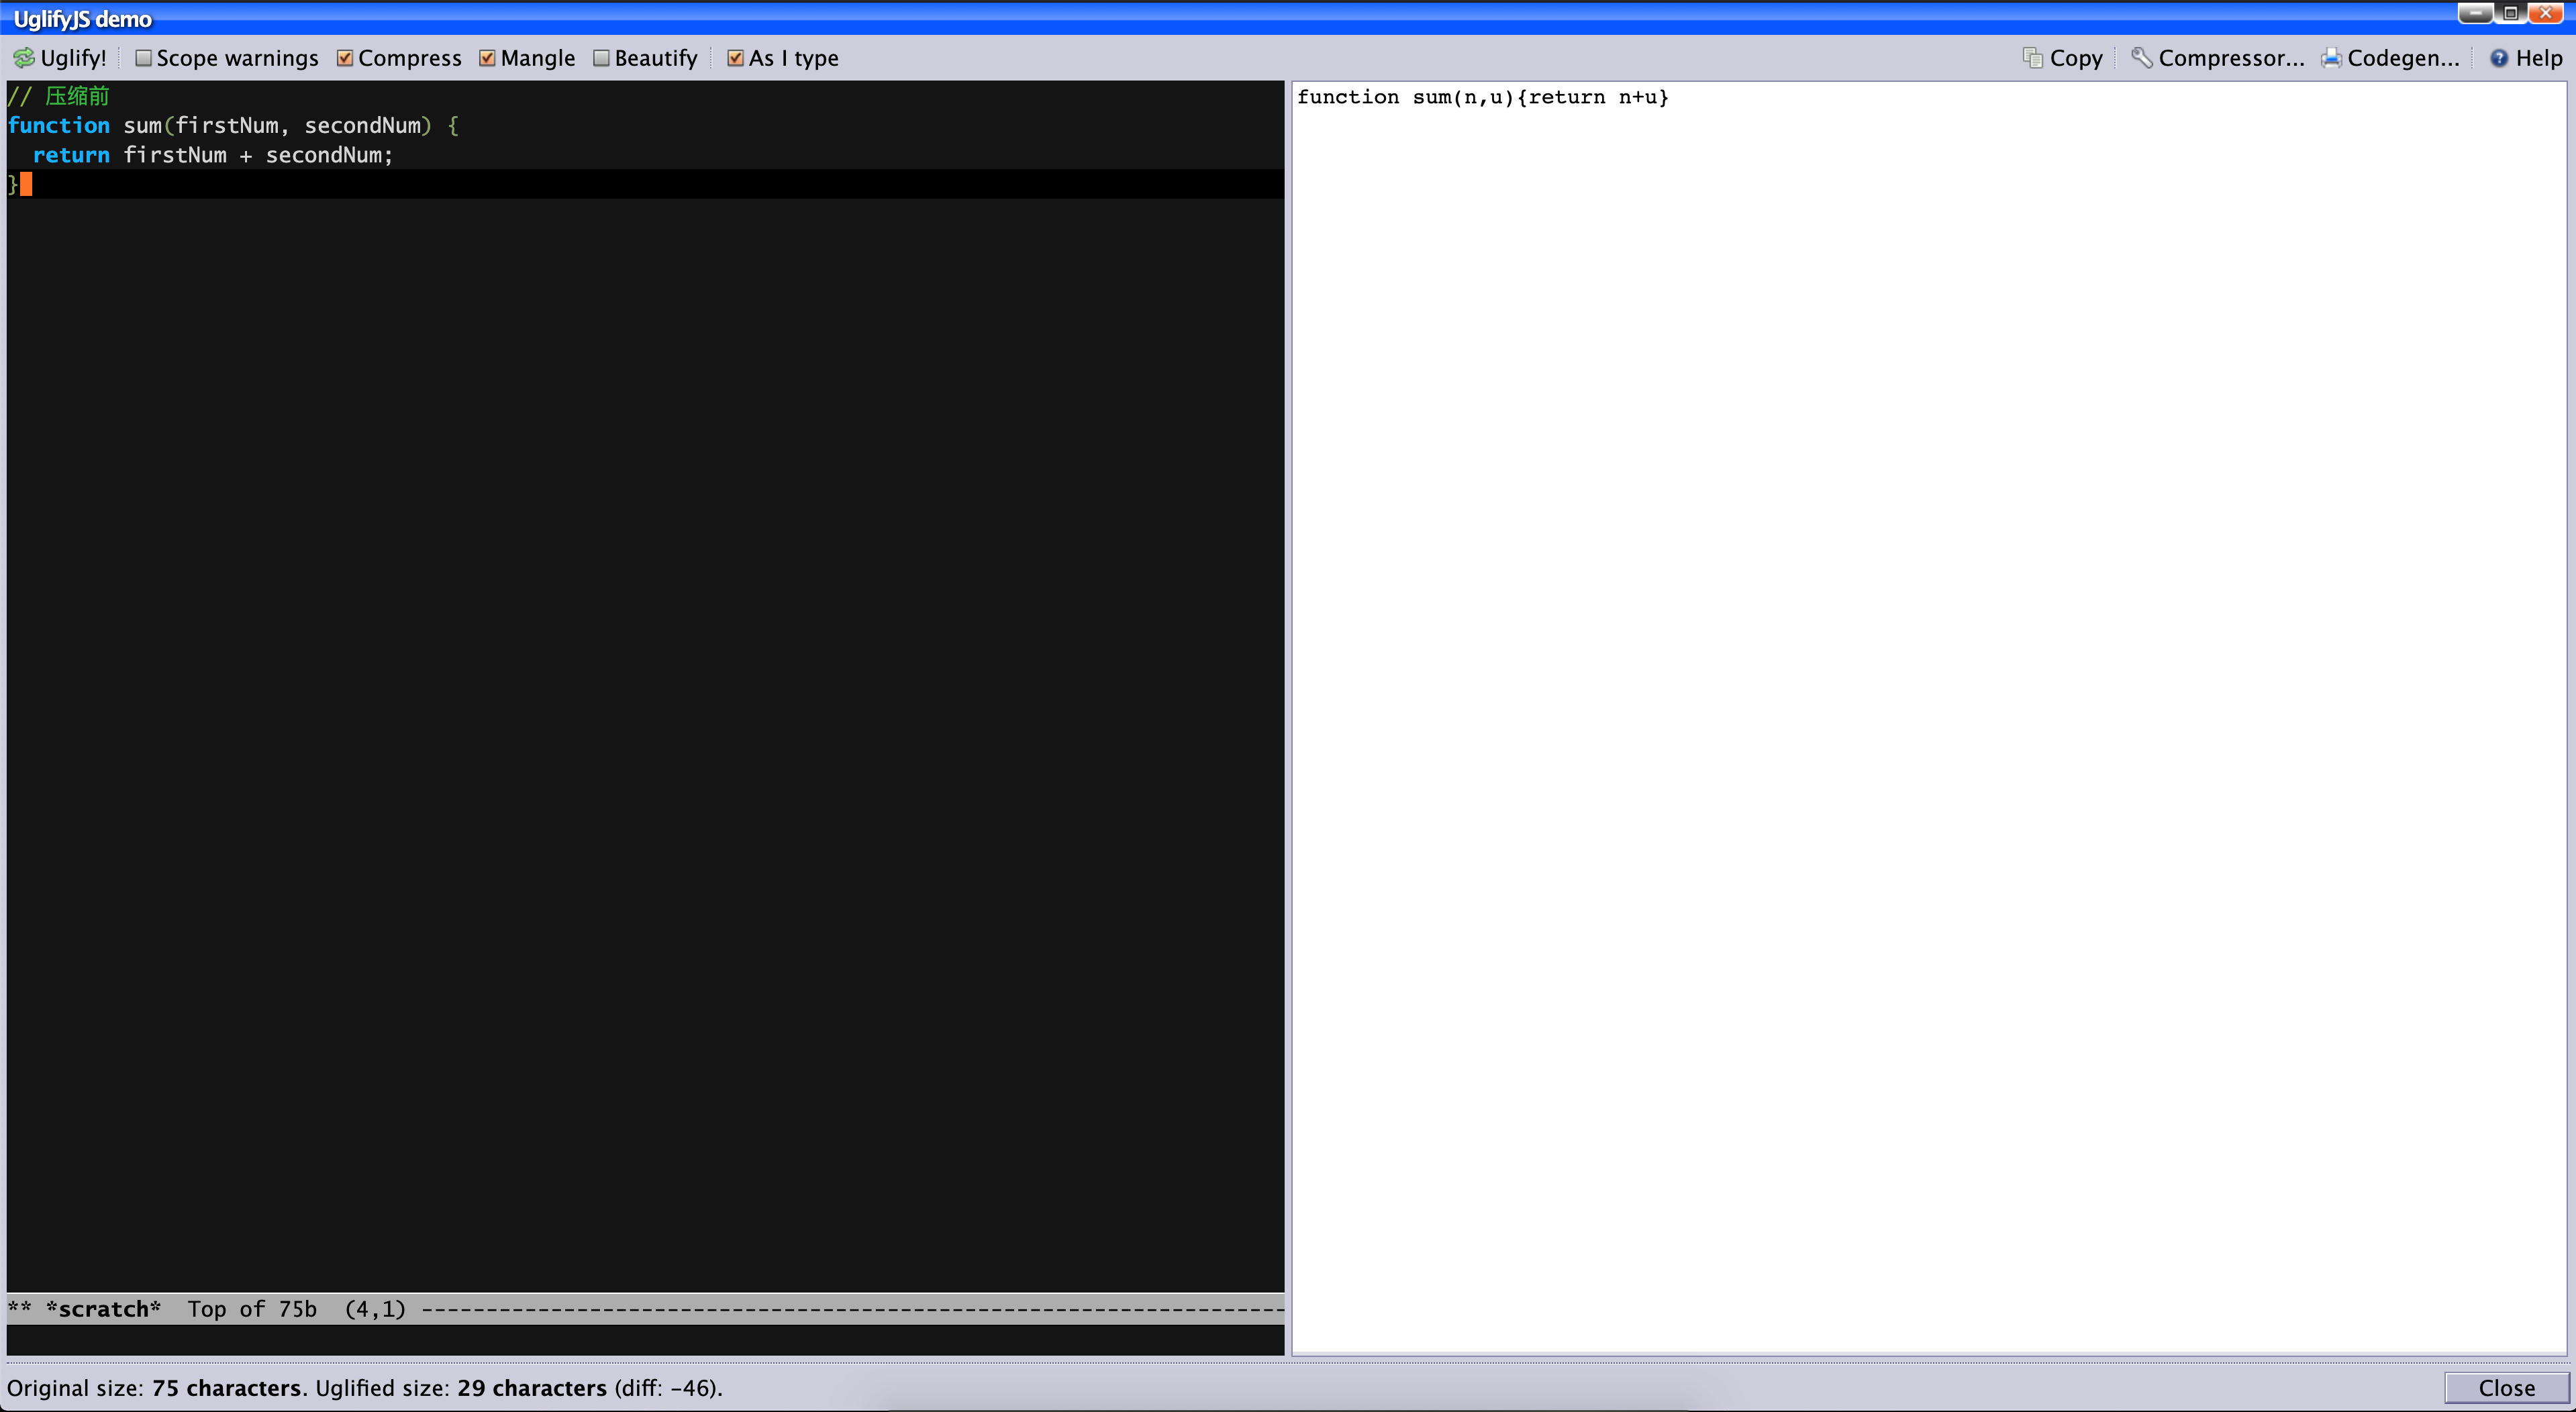 UglifyJS demo
Uglify! Scope warnings Compress Mangle Beautify As I type Copy Compressor... Codegen... Help
// 压缩前
function sum(firstNum, secondNum) {
  return firstNum + secondNum;
}
function sum(n,u){return n+u}
** *scratch*  Top of 75b  (4,1) --------------------------------------------------------------------
Original size: 75 characters. Uglified size: 29 characters (diff: -46).
Close